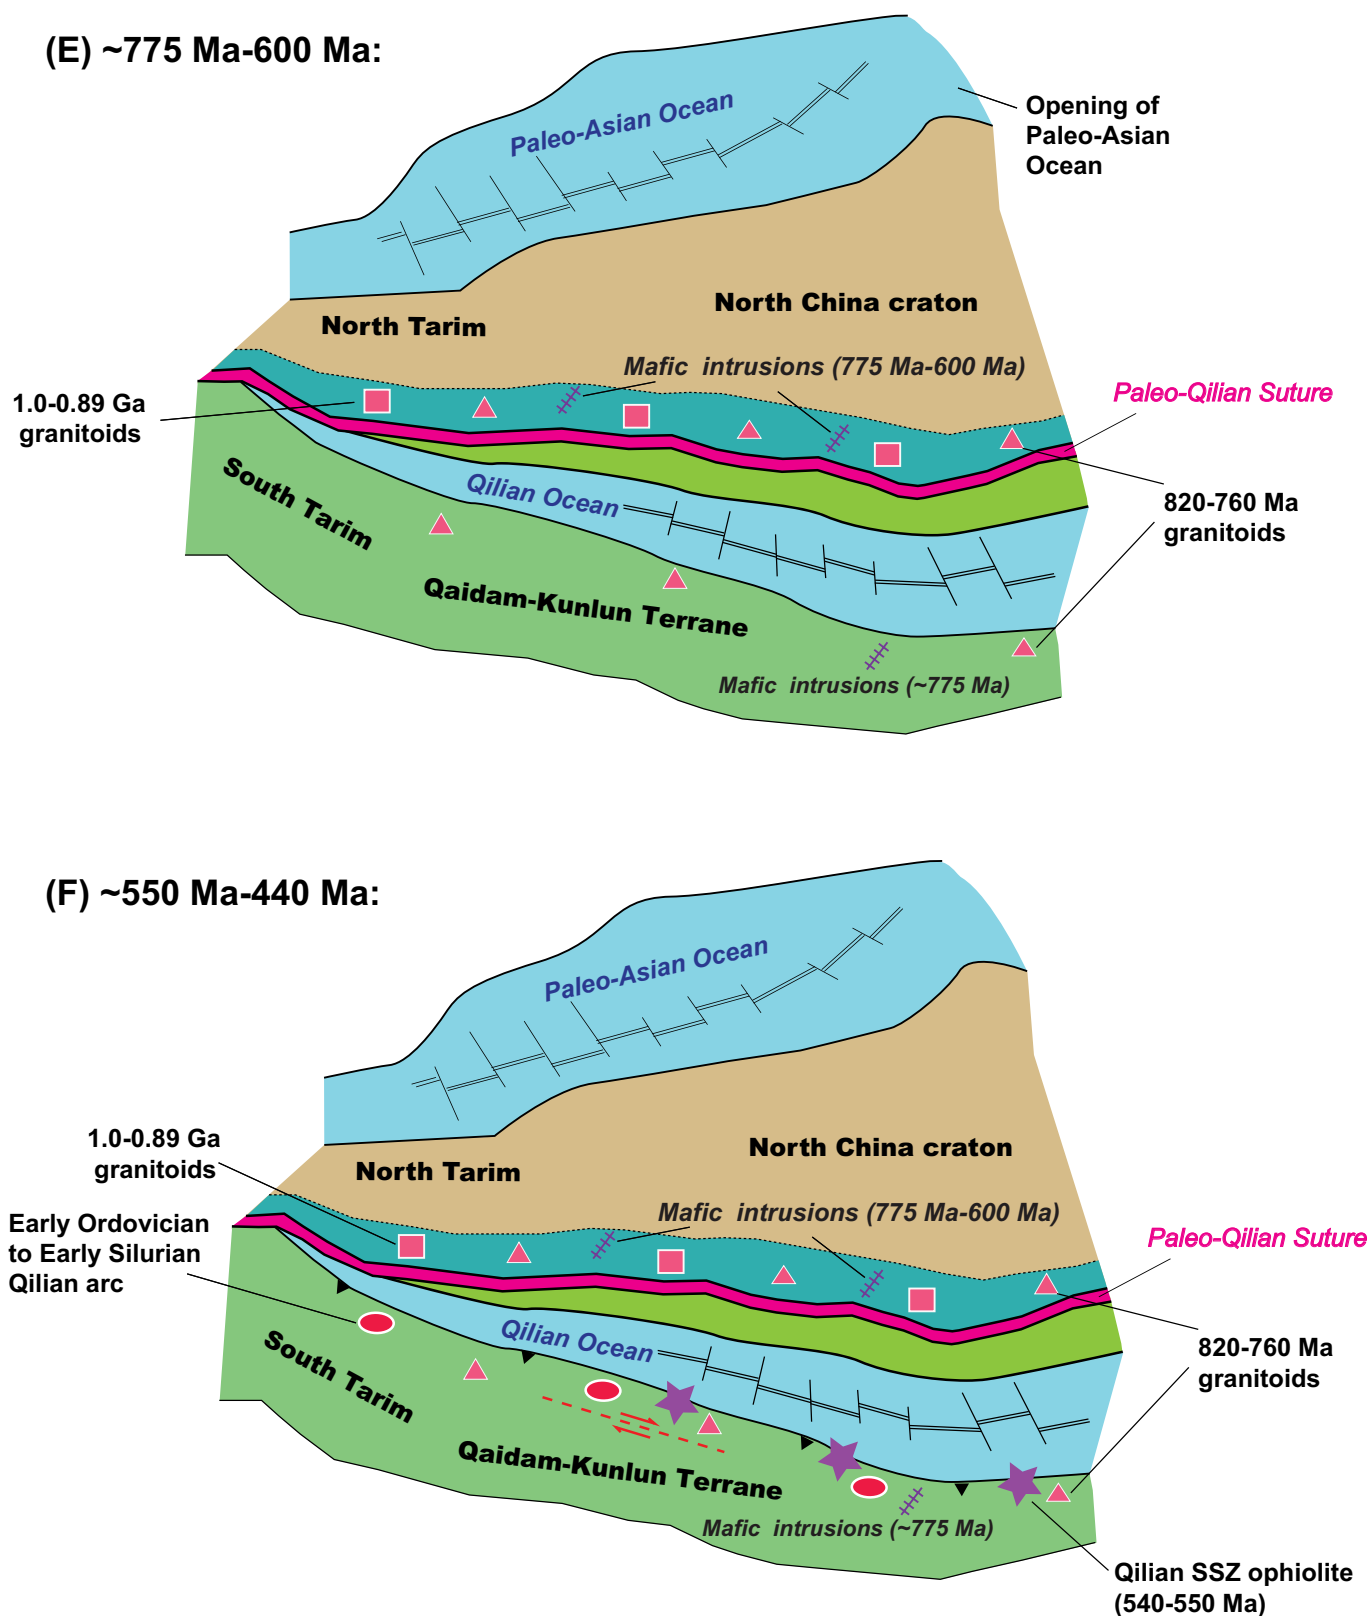 (E) ~775 Ma-600 Ma:
Paleo-Asian Ocean
Opening of
Paleo-Asian
Ocean
North China craton
North Tarim
Mafic intrusions (775 Ma-600 Ma)
Paleo-Qilian Suture
1.0-0.89 Ga
granitoids
South Tarim
Qilian Ocean
820-760 Ma
granitoids
Qaidam-Kunlun Terrane
Mafic intrusions (~775 Ma)
(F) ~550 Ma-440 Ma:
Paleo-Asian Ocean
1.0-0.89 Ga
granitoids
North China craton
North Tarim
Mafic intrusions (775 Ma-600 Ma)
Early Ordovician
to Early Silurian
Qilian arc
Paleo-Qilian Suture
Qilian Ocean
South Tarim
820-760 Ma
granitoids
Qaidam-Kunlun Terrane
Mafic intrusions (~775 Ma)
Qilian SSZ ophiolite
(540-550 Ma)